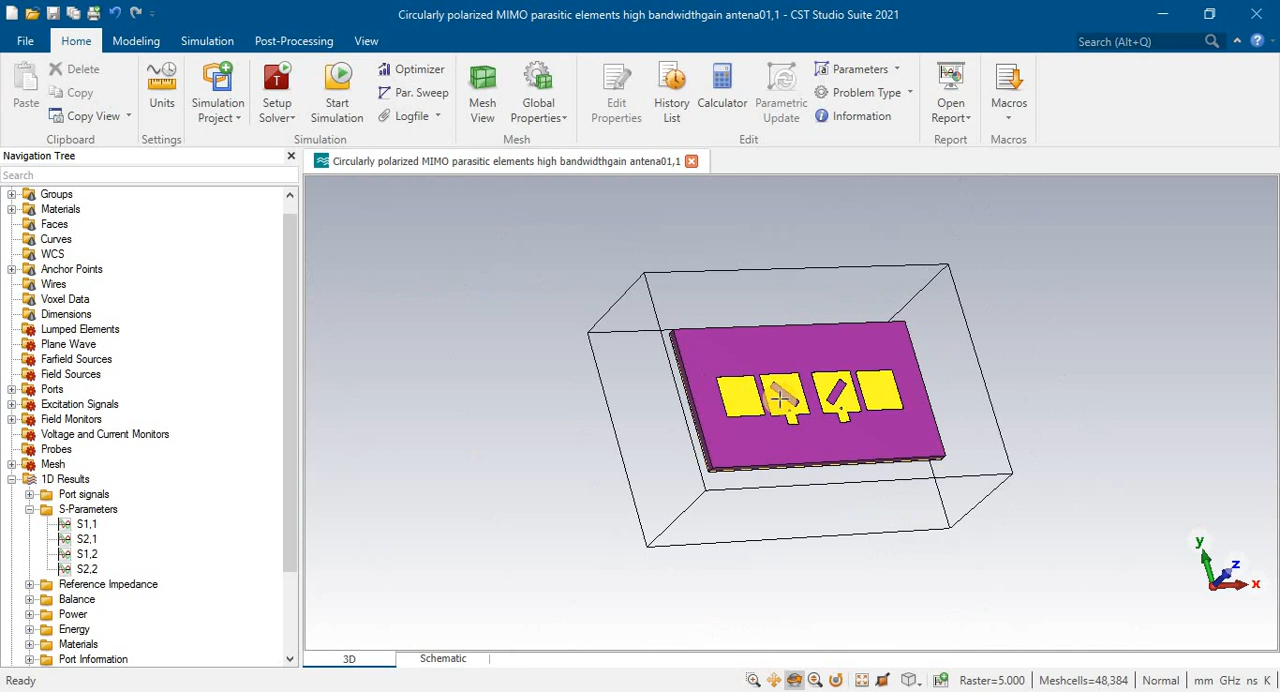 Circularly polarized MIMO parasitic elements high bandwidthgain antena01,1 - CST Studio Suite 2021
File Home Modeling Simulation Post-Processing View Search (Alt+Q)
Paste Delete Copy Copy View
Units
Simulation Project
Setup Solver
Start Simulation
Optimizer
Par. Sweep
Logfile
Mesh View
Global Properties
Edit Properties
History List
Calculator
Parametric Update
Parameters
Problem Type
Information
Open Report
Macros
Clipboard Settings Simulation Mesh Edit Report Macros
Navigation Tree
Circularly polarized MIMO parasitic elements high bandwidthgain antena01,1
Search
Groups
Materials
Faces
Curves
WCS
Anchor Points
Wires
Voxel Data
Dimensions
Lumped Elements
Plane Wave
Farfield Sources
Field Sources
Ports
Excitation Signals
Field Monitors
Voltage and Current Monitors
Probes
Mesh
1D Results
Port signals
S-Parameters
S1,1
S2,1
S1,2
S2,2
Reference Impedance
Balance
Power
Energy
Materials
Port Information
y
z
x
3D Schematic
Ready Raster=5.000 Meshcells=48,384 Normal mm GHz ns K